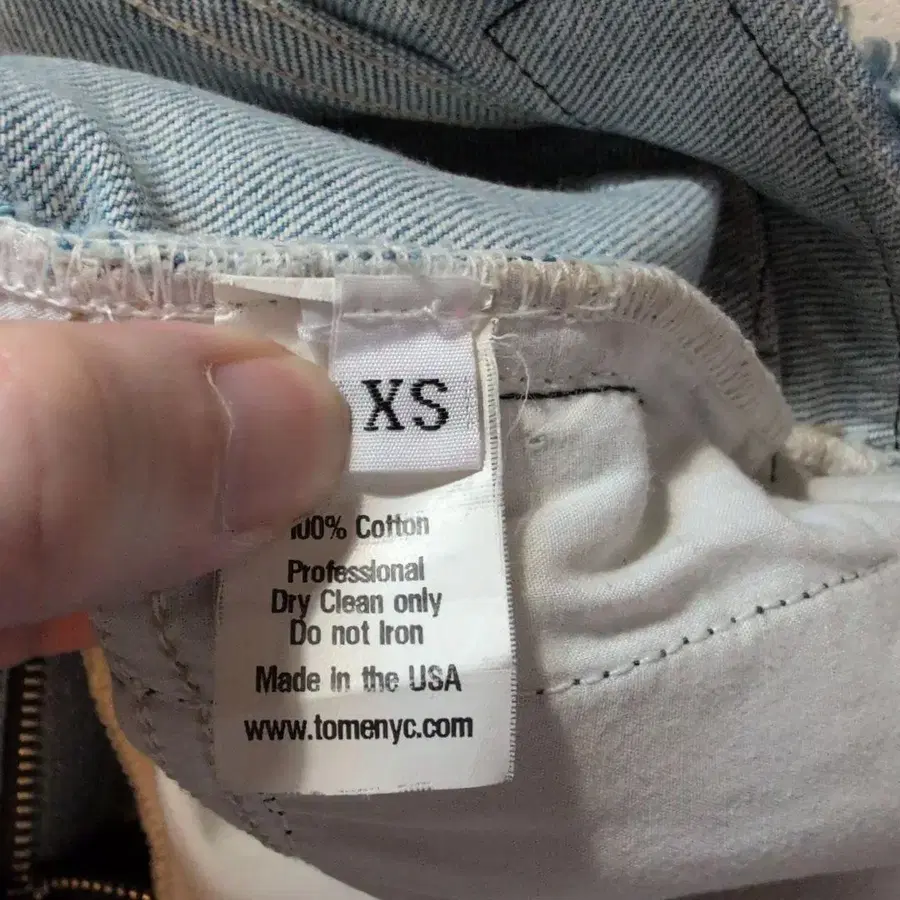 XS
100% Cotton
Professional
Dry Clean only
Do not Iron
Made in the USA
www.tomenyc.com